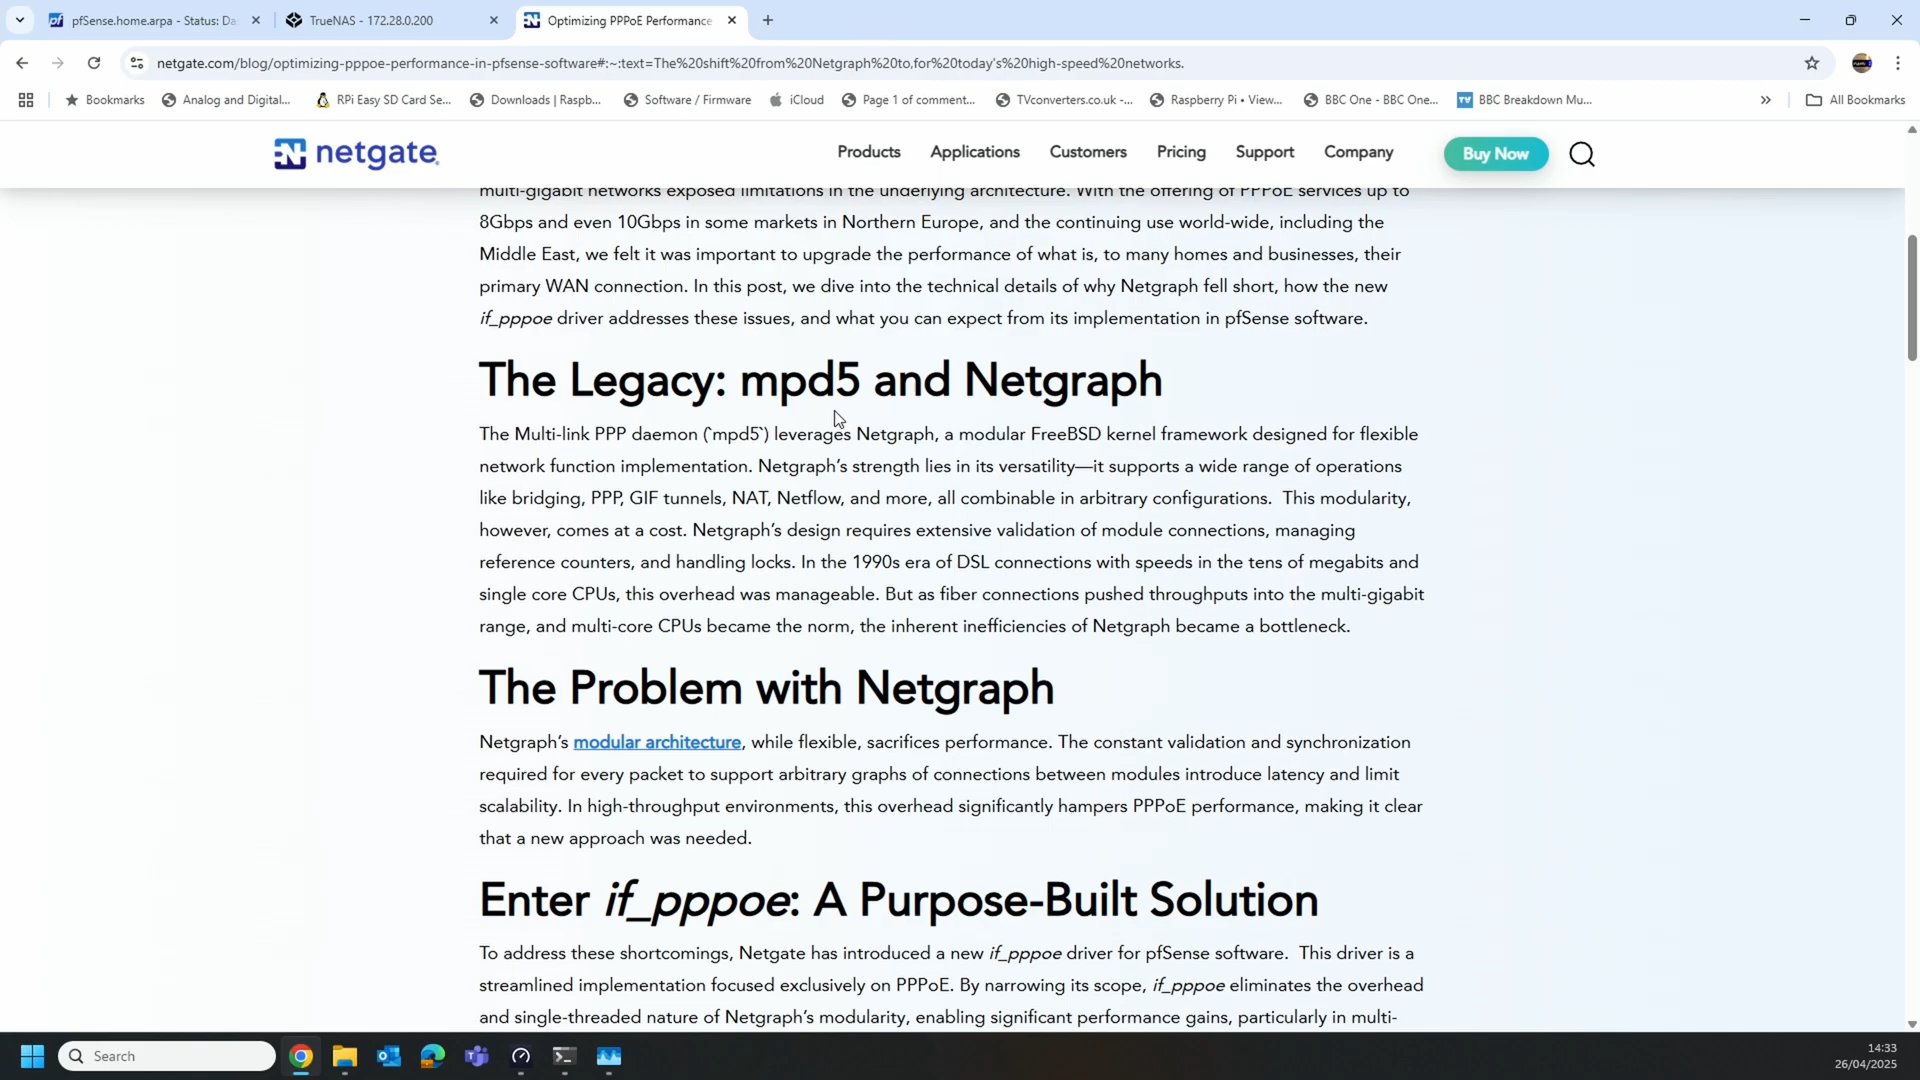 pfSense.home.arpa - Status: Da
TrueNAS - 172.28.0.200
Optimizing PPPoE Performance
netgate.com/blog/optimizing-pppoe-performance-in-pfsense-software#:~:text=The%20shift%20from%20Netgraph%20to,for%20today's%20high-speed%20networks.
Bookmarks
Analog and Digital...
RPi Easy SD Card Se...
Downloads | Raspb...
Software / Firmware
iCloud
Page 1 of comment...
TVconverters.co.uk -...
Raspberry Pi • View...
BBC One - BBC One...
BBC Breakdown Mu...
»
All Bookmarks
netgate
Products
Applications
Customers
Pricing
Support
Company
Buy Now
multi-gigabit networks exposed limitations in the underlying architecture. With the offering of PPPoE services up to
8Gbps and even 10Gbps in some markets in Northern Europe, and the continuing use world-wide, including the
Middle East, we felt it was important to upgrade the performance of what is, to many homes and businesses, their
primary WAN connection. In this post, we dive into the technical details of why Netgraph fell short, how the new
if_pppoe driver addresses these issues, and what you can expect from its implementation in pfSense software.
The Legacy: mpd5 and Netgraph
The Multi-link PPP daemon (`mpd5`) leverages Netgraph, a modular FreeBSD kernel framework designed for flexible
network function implementation. Netgraph’s strength lies in its versatility—it supports a wide range of operations
like bridging, PPP, GIF tunnels, NAT, Netflow, and more, all combinable in arbitrary configurations.  This modularity,
however, comes at a cost. Netgraph’s design requires extensive validation of module connections, managing
reference counters, and handling locks. In the 1990s era of DSL connections with speeds in the tens of megabits and
single core CPUs, this overhead was manageable. But as fiber connections pushed throughputs into the multi-gigabit
range, and multi-core CPUs became the norm, the inherent inefficiencies of Netgraph became a bottleneck.
The Problem with Netgraph
Netgraph’s modular architecture, while flexible, sacrifices performance. The constant validation and synchronization
required for every packet to support arbitrary graphs of connections between modules introduce latency and limit
scalability. In high-throughput environments, this overhead significantly hampers PPPoE performance, making it clear
that a new approach was needed.
Enter if_pppoe: A Purpose-Built Solution
To address these shortcomings, Netgate has introduced a new if_pppoe driver for pfSense software.  This driver is a
streamlined implementation focused exclusively on PPPoE. By narrowing its scope, if_pppoe eliminates the overhead
and single-threaded nature of Netgraph’s modularity, enabling significant performance gains, particularly in multi-
Search
14:33
26/04/2025